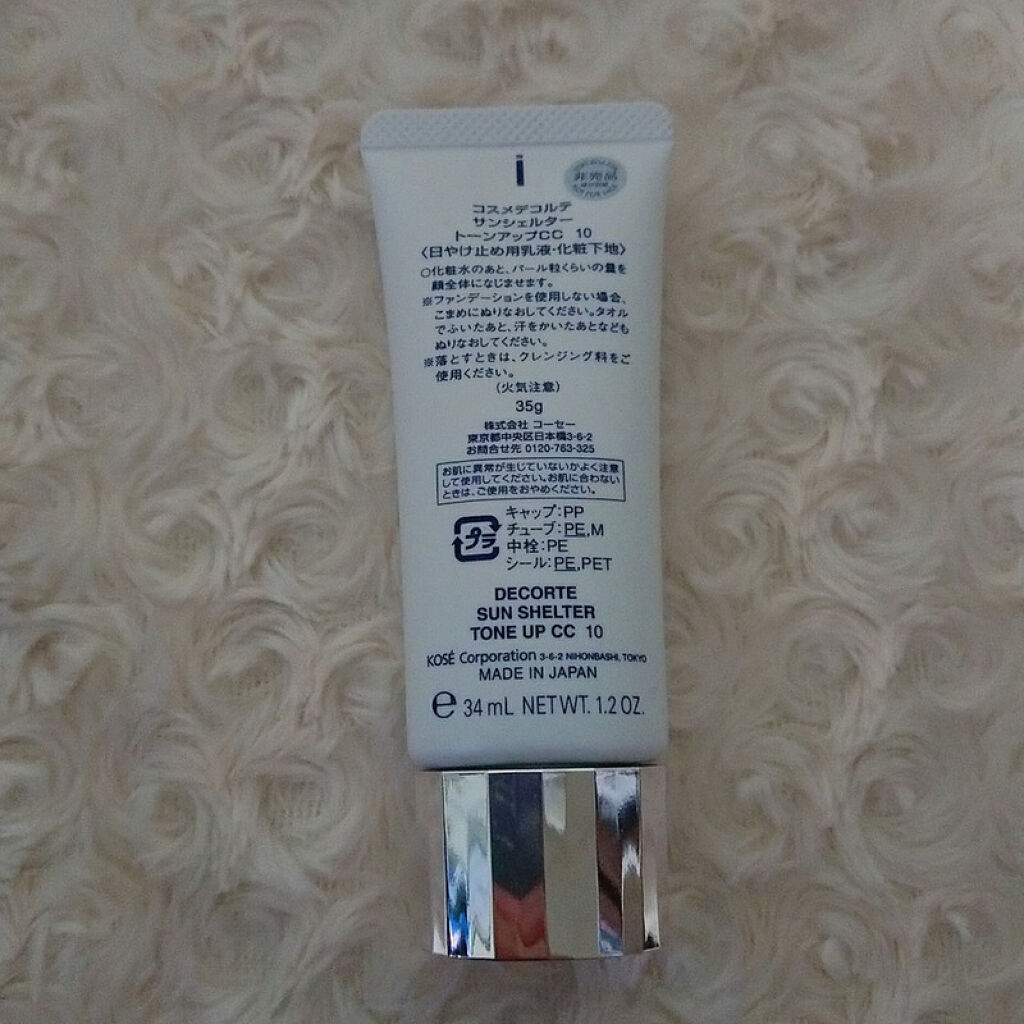 i
非売品
NOT FOR SALE
コスメデコルテ
サンシェルター
トーンアップCC 10
〈日やけ止め用乳液・化粧下地〉
○化粧水のあと、パール粒くらいの量を
顔全体になじませます。
※ファンデーションを使用しない場合、
こまめにぬりなおしてください。タオル
でふいたあと、汗をかいたあとなども
ぬりなおしてください。
※落とすときは、クレンジング料をご
使用ください。
（火気注意）
35g
株式会社 コーセー
東京都中央区日本橋3-6-2
お問合せ先 0120-763-325
お肌に異常が生じていないかよく注意
して使用してください。お肌に合わない
ときは、ご使用をおやめください。
プラ
キャップ:PP
チューブ:PE,M
中栓:PE
シール:PE,PET
DECORTE
SUN SHELTER
TONE UP CC 10
KOSÉ Corporation 3-6-2 NIHONBASHI, TOKYO
MADE IN JAPAN
e 34 mL NET WT. 1.2 OZ.